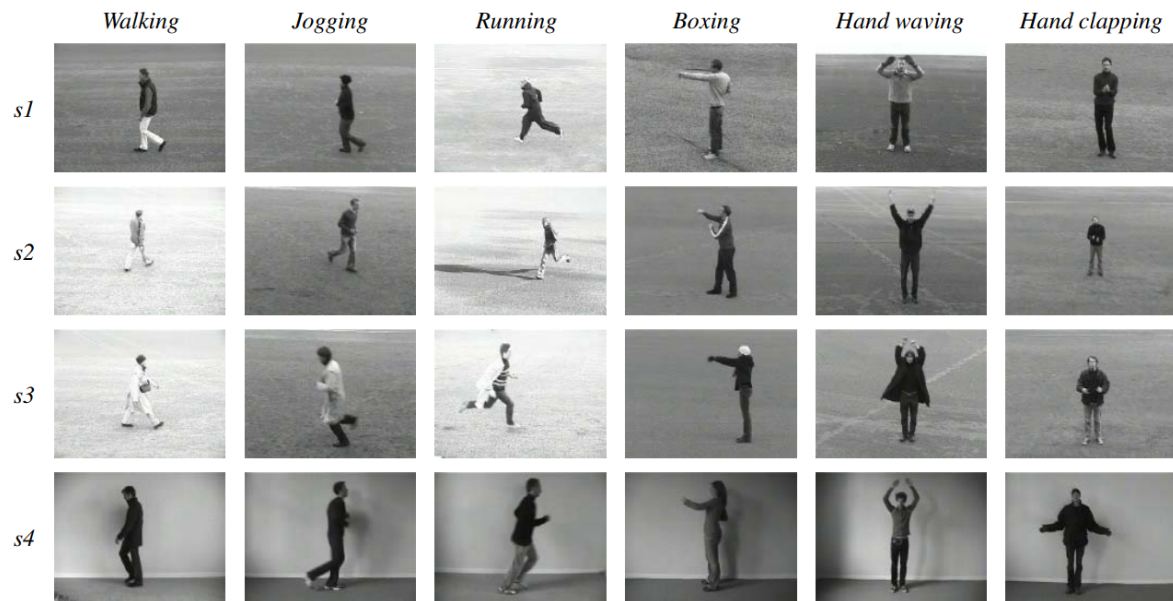 Walking Jogging Running Boxing Hand waving Hand clapping
s1
s2
s3
s4